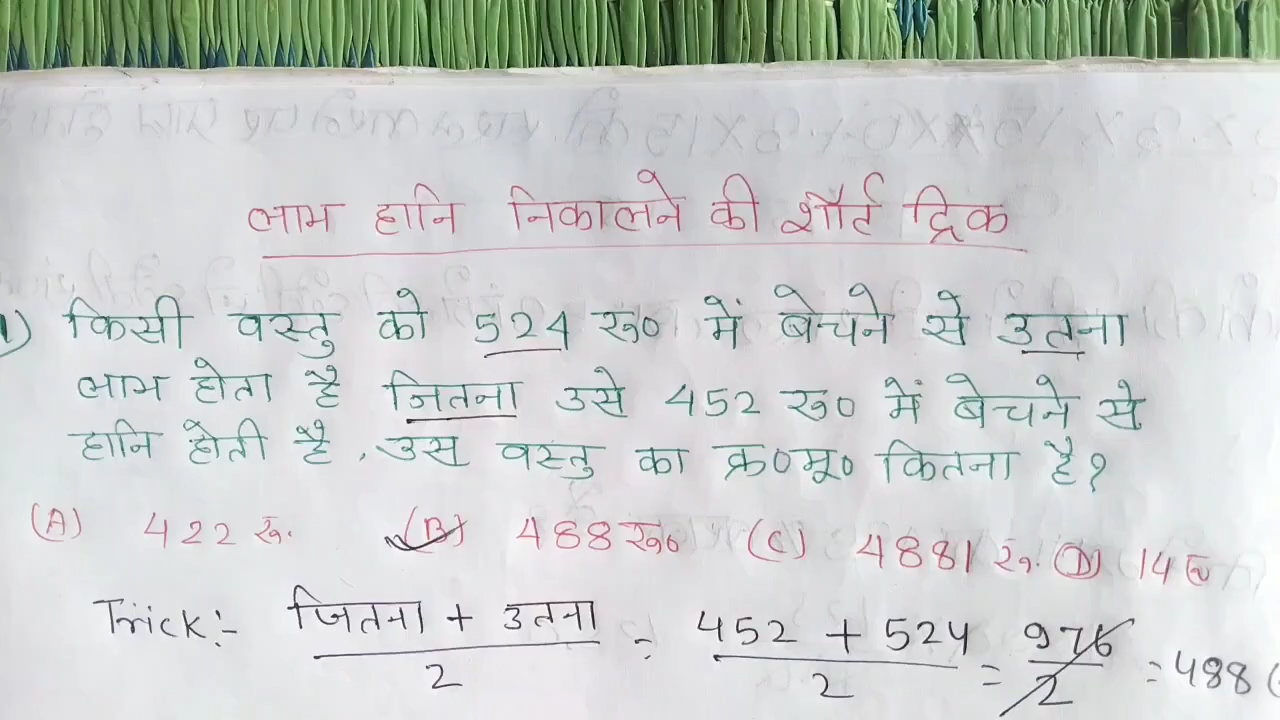 लाभ हानि निकालने की शॉर्ट ट्रिक
1) किसी वस्तु को 524 रू० में बेचने से उतना
लाभ होता है जितना उसे 452 रू० में बेचने से
हानि होती है, उस वस्तु का क्र०मू० कितना है?
(A) 422 रू. (B) 488 रू० (C) 4881 रू. (D) 14
Trick:- जितना + उतना / 2 = 452 + 524 / 2 = 976 / 2 = 488